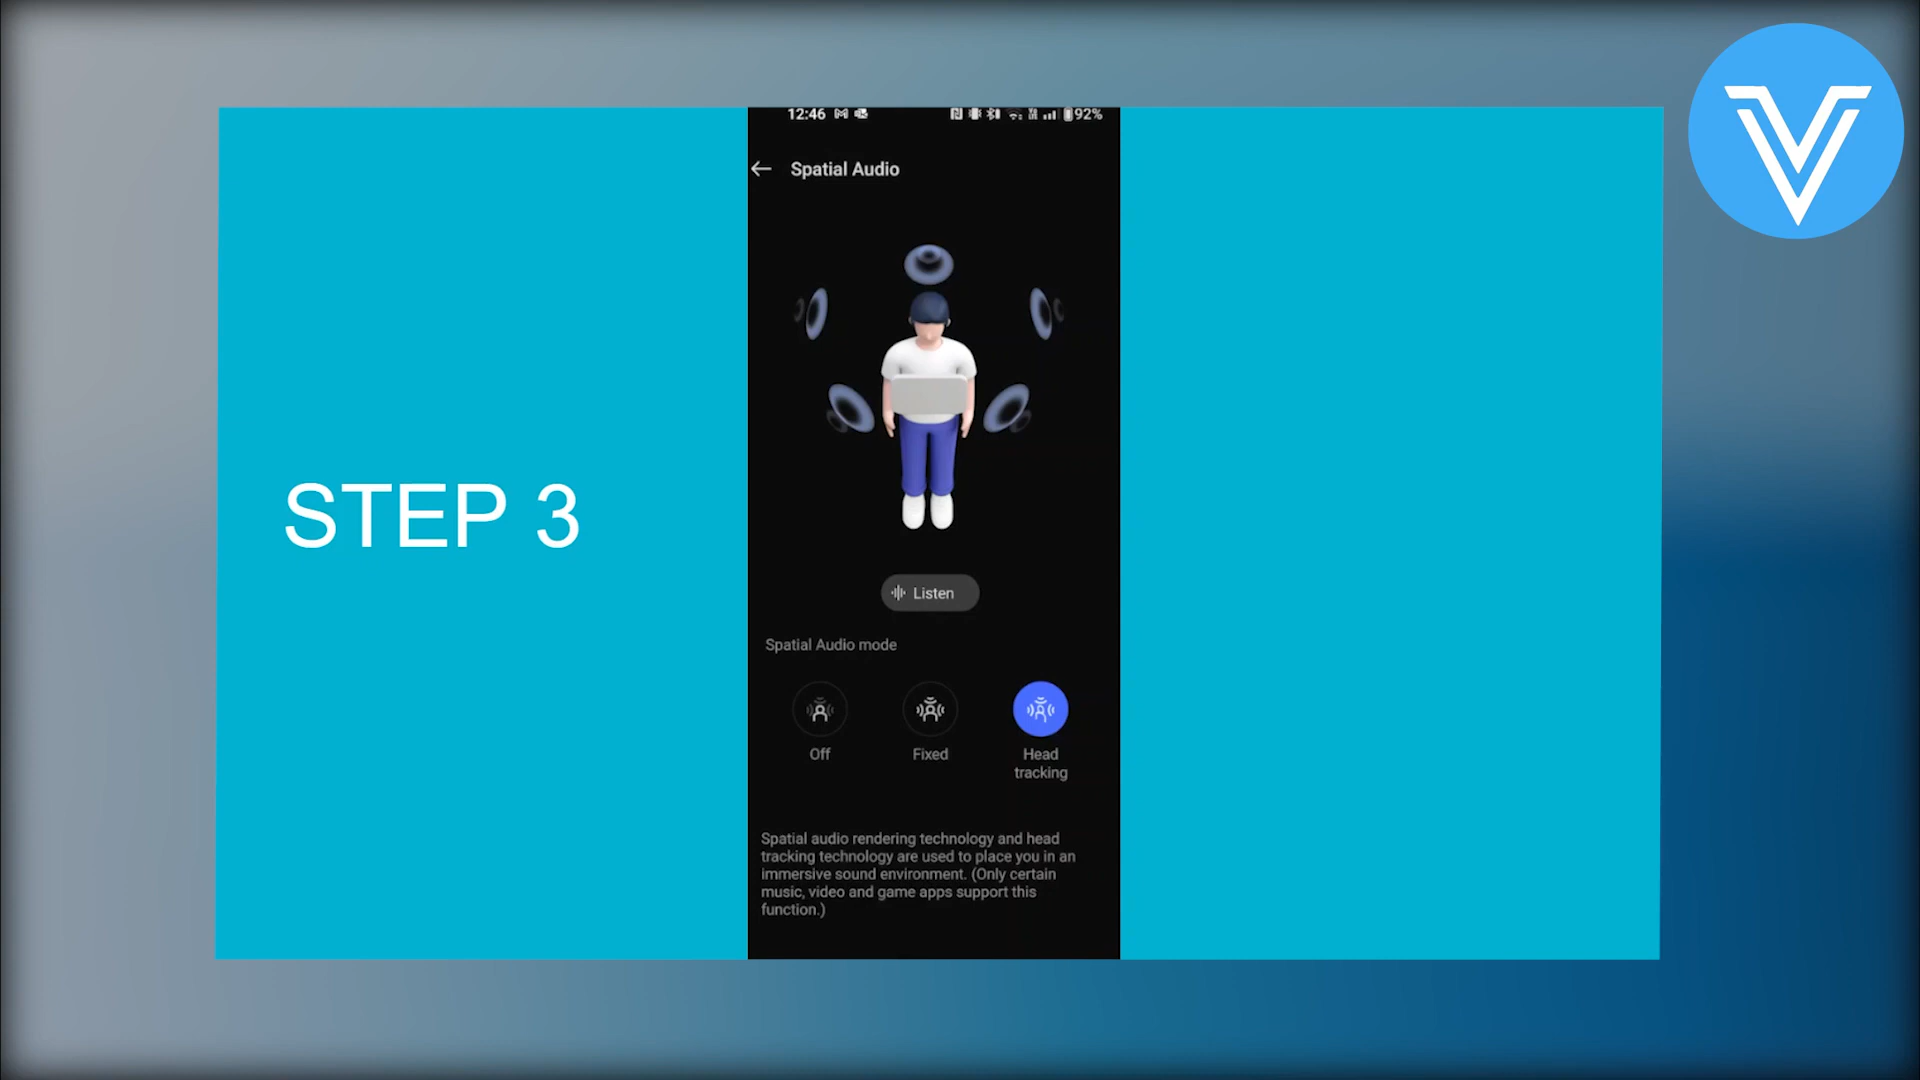 12:46
92%
Spatial Audio
STEP 3
Listen
Spatial Audio mode
Off
Fixed
Head
tracking
Spatial audio rendering technology and head
tracking technology are used to place you in an
immersive sound environment. (Only certain
music, video and game apps support this
function.)